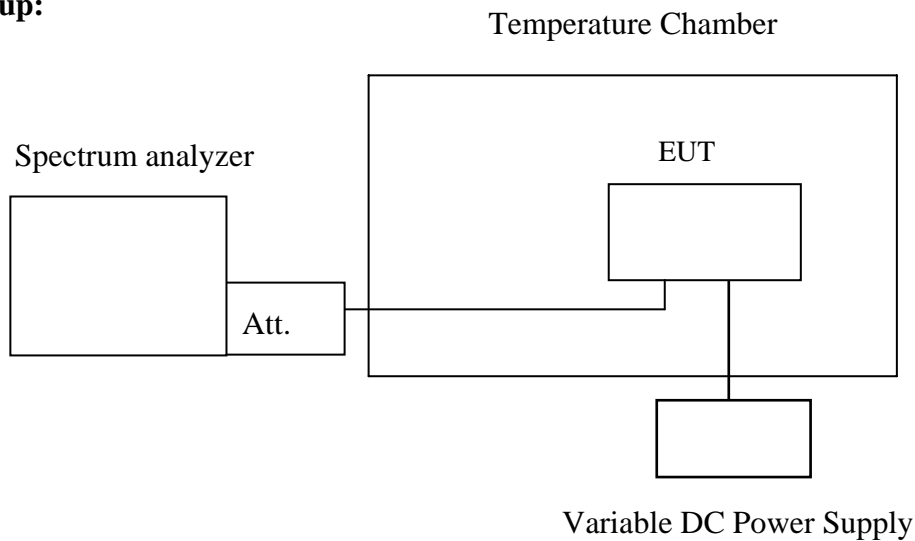 up:
Temperature Chamber
Spectrum analyzer
EUT
Att.
Variable DC Power Supply